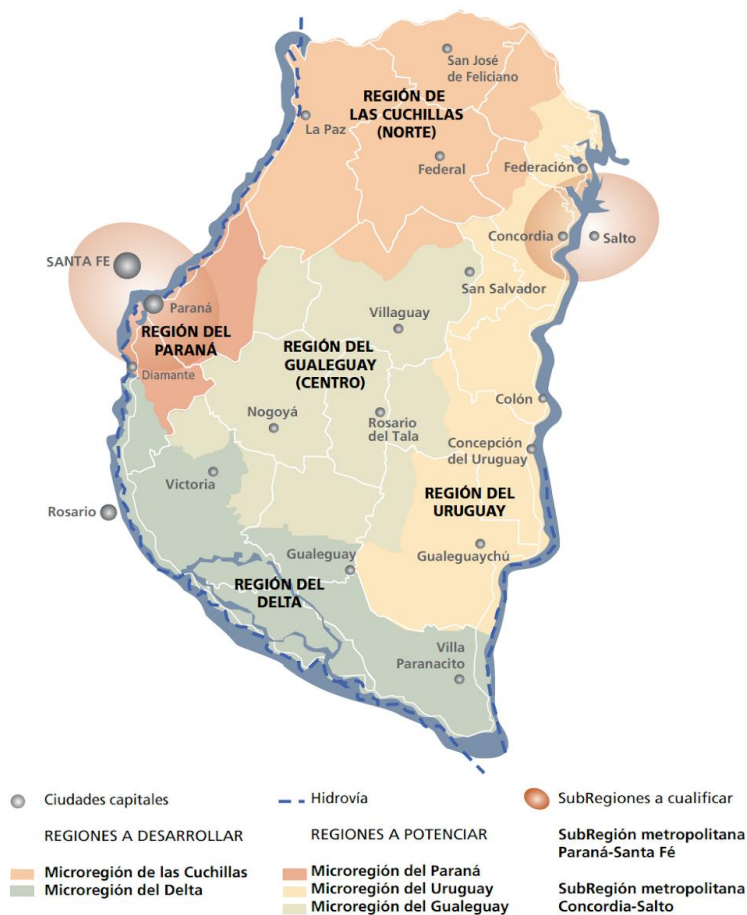 San José
de Feliciano
REGIÓN DE
LAS CUCHILLAS
(NORTE)
La Paz
Federal
Federación
SANTA FE
Concordia
Salto
San Salvador
Paraná
Villaguay
REGIÓN DEL
PARANÁ
REGIÓN DEL
GUALEGUAY
(CENTRO)
Diamante
Colón
Nogoyá
Rosario
del Tala
Concepción
del Uruguay
Victoria
REGIÓN DEL
URUGUAY
Rosario
Gualeguay
Gualeguaychú
REGIÓN DEL
DELTA
Villa
Paranacito
Ciudades capitales
Hidrovía
SubRegiones a cualificar
REGIONES A DESARROLLAR
REGIONES A POTENCIAR
SubRegión metropolitana
Paraná-Santa Fé
Microregión de las Cuchillas
Microregión del Delta
Microregión del Paraná
Microregión del Uruguay
Microregión del Gualeguay
SubRegión metropolitana
Concordia-Salto